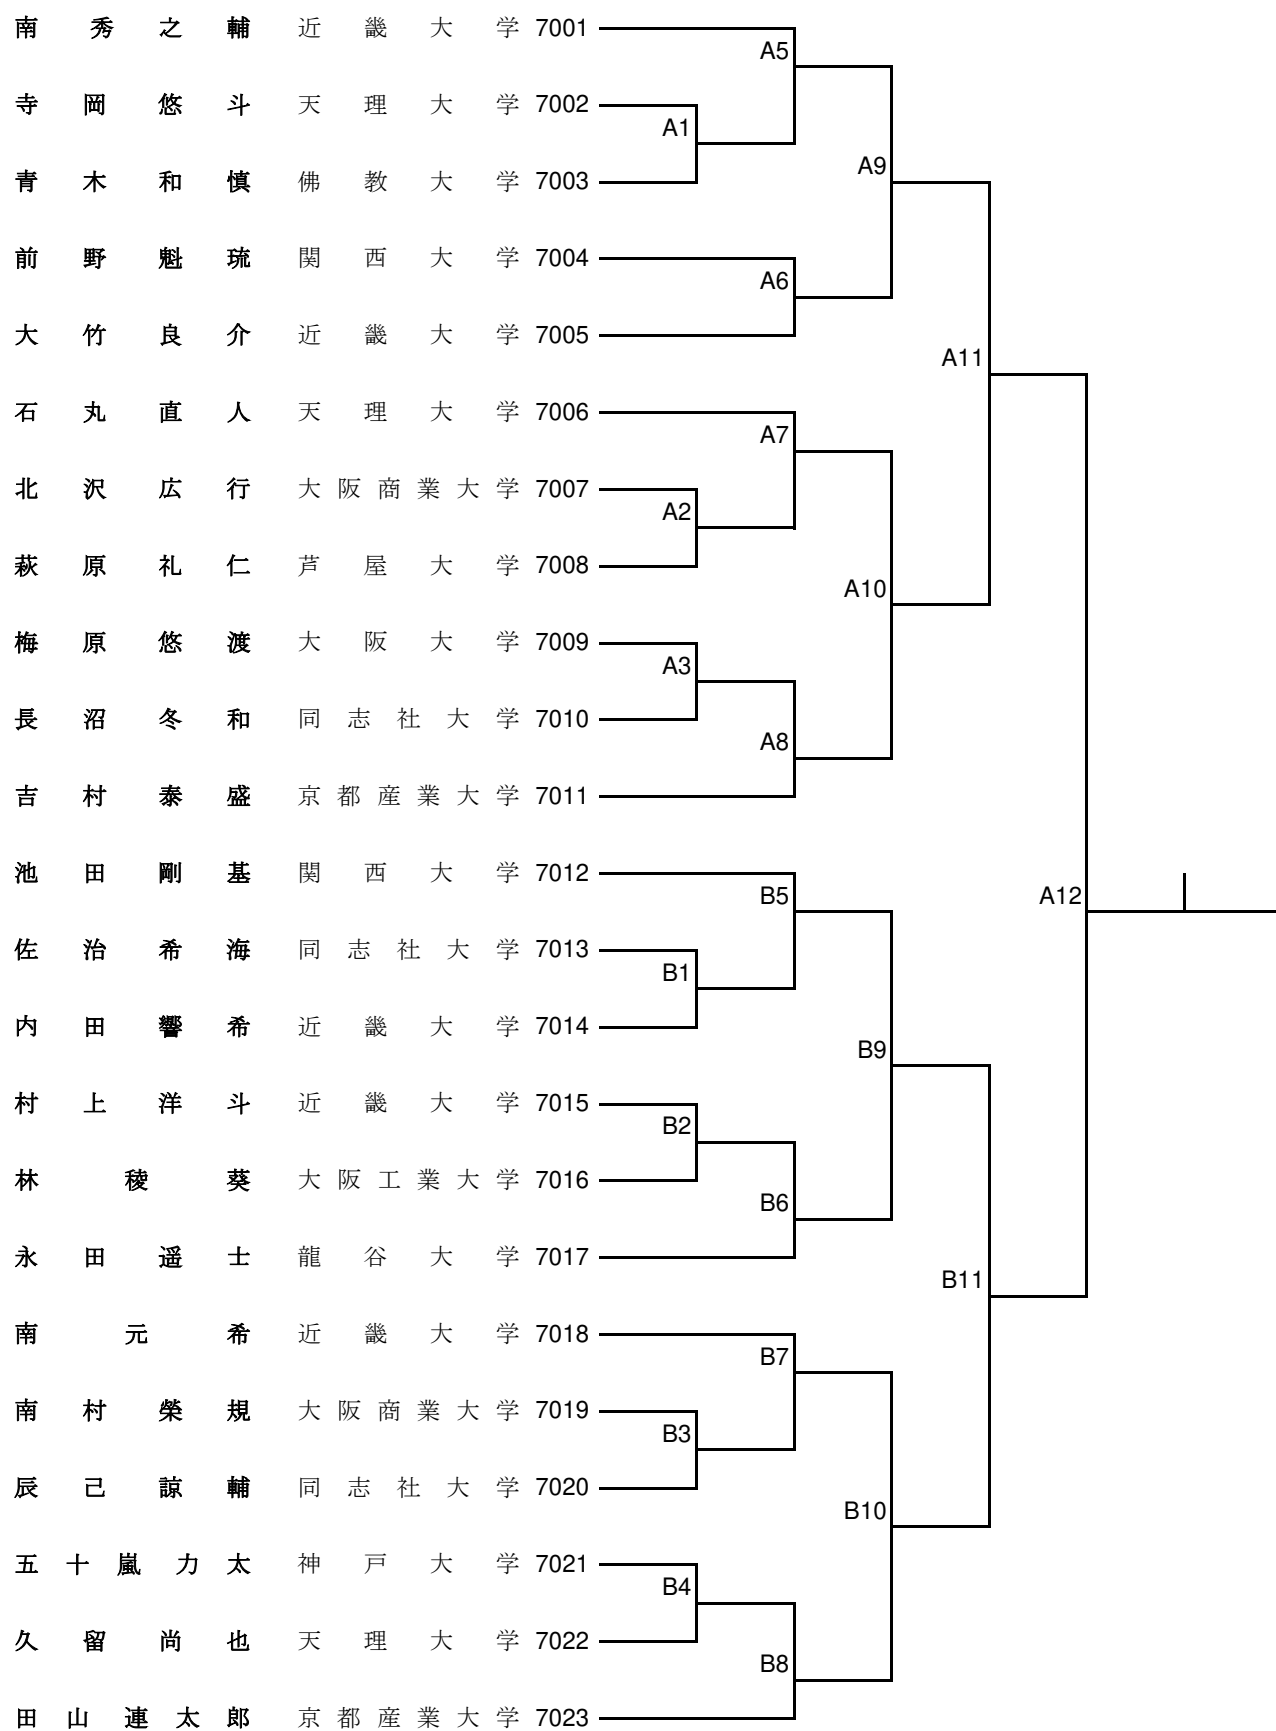 南秀之輔 近畿大学 7001
A5
寺岡悠斗 天理大学 7002
A1
青木和慎 佛教大学 7003
A9
前野魁琉 関西大学 7004
A6
大竹良介 近畿大学 7005
A11
石丸直人 天理大学 7006
A7
北沢広行 大阪商業大学 7007
A2
萩原礼仁 芦屋大学 7008
A10
梅原悠渡 大阪大学 7009
A3
長沼冬和 同志社大学 7010
A8
吉村泰盛 京都産業大学 7011
池田剛基 関西大学 7012
B5 A12
佐治希海 同志社大学 7013
B1
内田響希 近畿大学 7014
B9
村上洋斗 近畿大学 7015
B2
林稜葵 大阪工業大学 7016
B6
永田遥士 龍谷大学 7017
B11
南元希 近畿大学 7018
B7
南村榮規 大阪商業大学 7019
B3
辰己諒輔 同志社大学 7020
B10
五十嵐力太 神戸大学 7021
B4
久留尚也 天理大学 7022
B8
田山連太郎 京都産業大学 7023